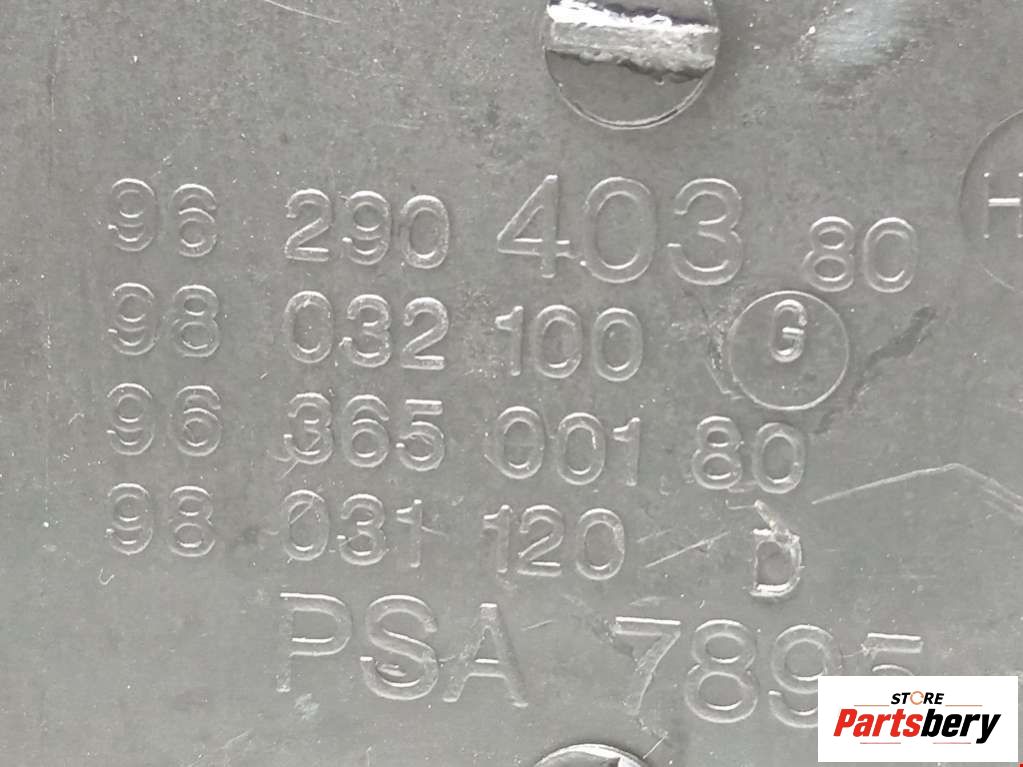 96 290 403 80
H
98 032 100 G
96 365 001 80
98 031 120 D
PSA 7895
STORE
Partsbery